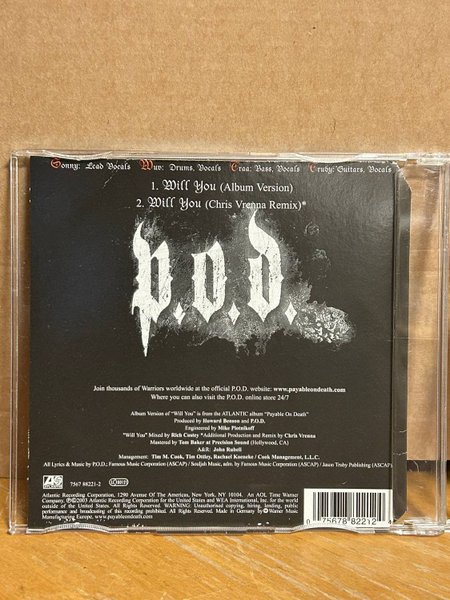 Sonny: Lead Vocals Wuv: Drums, Vocals Traa: Bass, Vocals Truby: Guitars, Vocals
1. Will You (Album Version)
2. Will You (Chris Vrenna Remix)*
P.O.D.
Join thousands of Warriors worldwide at the official P.O.D. website: www.payableondeath.com
Where you can also visit the P.O.D. online store 24/7
Album Version of "Will You" is from the ATLANTIC album "Payable On Death"
Produced by Howard Benson and P.O.D.
Engineered by Mike Plotnikoff
"Will You" Mixed by Rich Costey *Additional Production and Remix by Chris Vrenna
Mastered by Tom Baker at Precision Sound (Hollywood, CA)
A&R: John Rubeli
Management: Tim M. Cook, Tim Ottley, Rachel Koeneke / Cook Management, L.L.C.
All Lyrics & Music by P.O.D.; Famous Music Corporation (ASCAP) / Souljah Music, adm. by Famous Music Corporation (ASCAP) / Jason Truby Publishing (ASCAP)
7567 88221-2
Atlantic Recording Corporation, 1290 Avenue Of The Americas, New York, NY 10104. An AOL Time Warner
Company. ℗©2003 Atlantic Recording Corporation for the United States and WEA International Inc. for the world
outside of the United States. All Rights Reserved. WARNING: Unauthorised copying, hiring, lending, public
performance and broadcasting of this recording prohibited. All Rights Reserved. Made in Germany by Warner Music
Manufacturing Europe. www.payableondeath.com
0 75678 82212